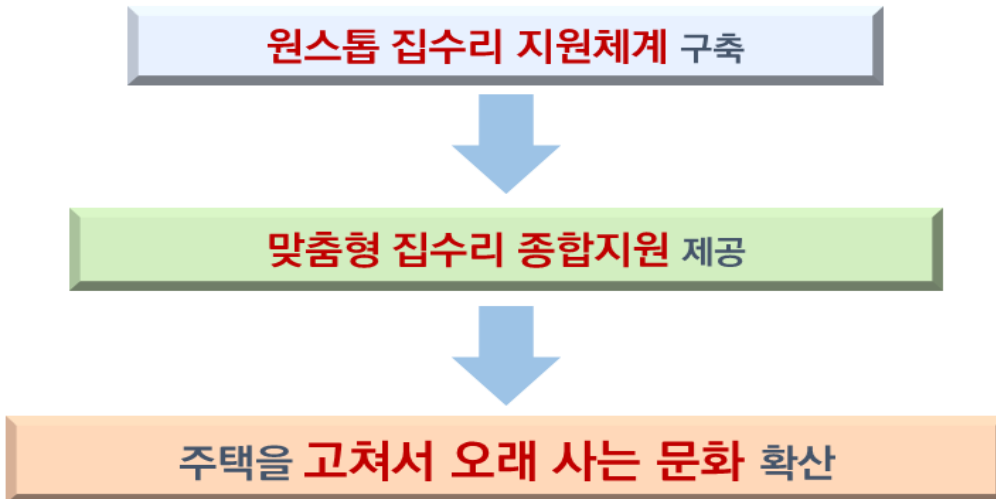 원스톱 집수리 지원체계 구축
맞춤형 집수리 종합지원 제공
주택을 고쳐서 오래 사는 문화 확산